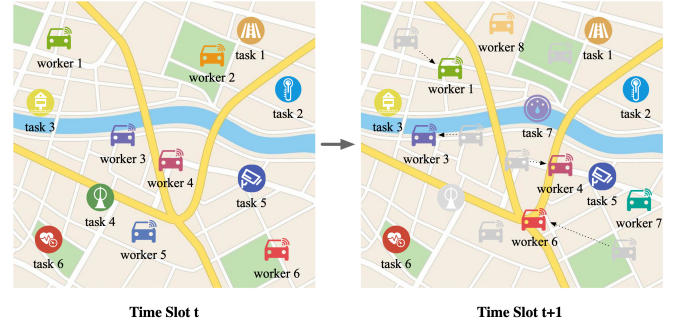 worker 1
worker 2
task 1
task 2
task 3
worker 3
worker 4
task 4
task 5
worker 5
task 6
worker 6
Time Slot t
worker 8
task 1
worker 1
task 2
task 3
task 7
worker 3
worker 4
task 5
worker 7
worker 6
task 6
Time Slot t+1